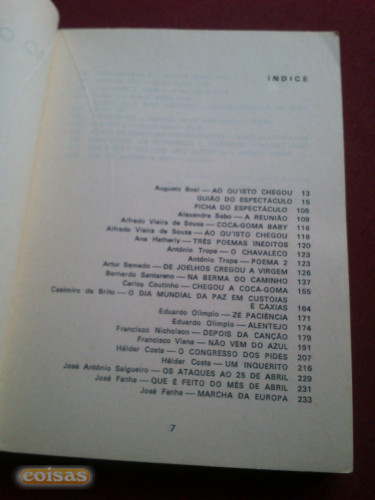 INDICE
Augusto Boal — AO QU'ISTO CHEGOU 13
GUIÃO DO ESPECTÁCULO 15
FICHA DO ESPECTÁCULO 105
Alexandre Babo — A REUNIÃO 109
Alfredo Vieira de Sousa — COCA-GOMA BABY 116
Alfredo Vieira de Sousa — AO QU'ISTO CHEGOU 118
Ana Hatherly — TRÊS POEMAS INEDITOS 120
António Tropa — O CHAVALECO 123
António Tropa — POEMA 2 123
Artur Semedo — DE JOELHOS CREGOU A VIRGEM 126
Bernardo Santareno — NA BERMA DO CAMINHO 137
Carlos Coutinho — CHEGOU A COCA-GOMA 155
Casimiro de Brito — O DIA MUNDIAL DA PAZ EM CUSTOIAS
E CAXIAS 164
Eduardo Olímpio — ZÉ PACIÊNCIA 171
Eduardo Olímpio — ALENTEJO 174
Francisco Nicholson — DEPOIS DA CANÇÃO 179
Francisco Viana — NÃO VEM DO AZUL 191
Hélder Costa — O CONGRESSO DOS PIDES 207
Hélder Costa — UM INQUERITO 216
José António Salgueiro — OS ATAQUES AO 25 DE ABRIL 229
José Fanha — QUE É FEITO DO MÊS DE ABRIL 231
José Fanha — MARCHA DA EUROPA 233
7
coisas